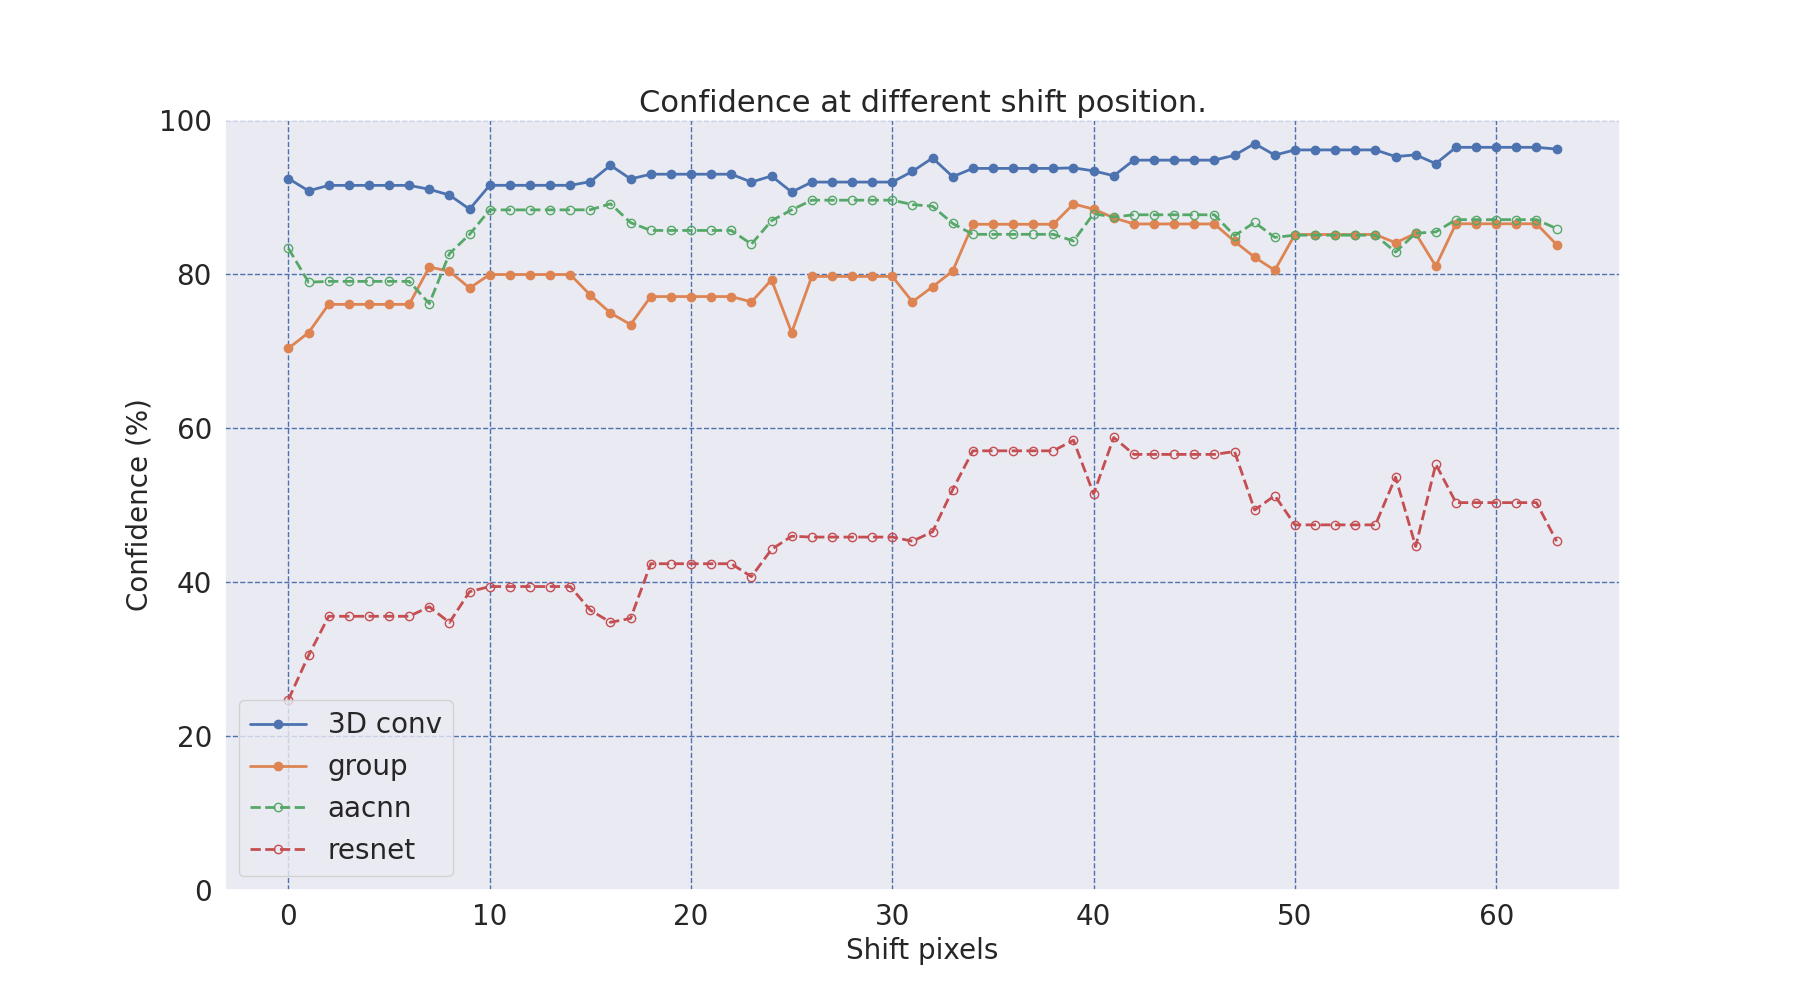 Confidence at different shift position.
100
80
60
40
20
0
Confidence (%)
3D conv
group
aacnn
resnet
0 10 20 30 40 50 60
Shift pixels